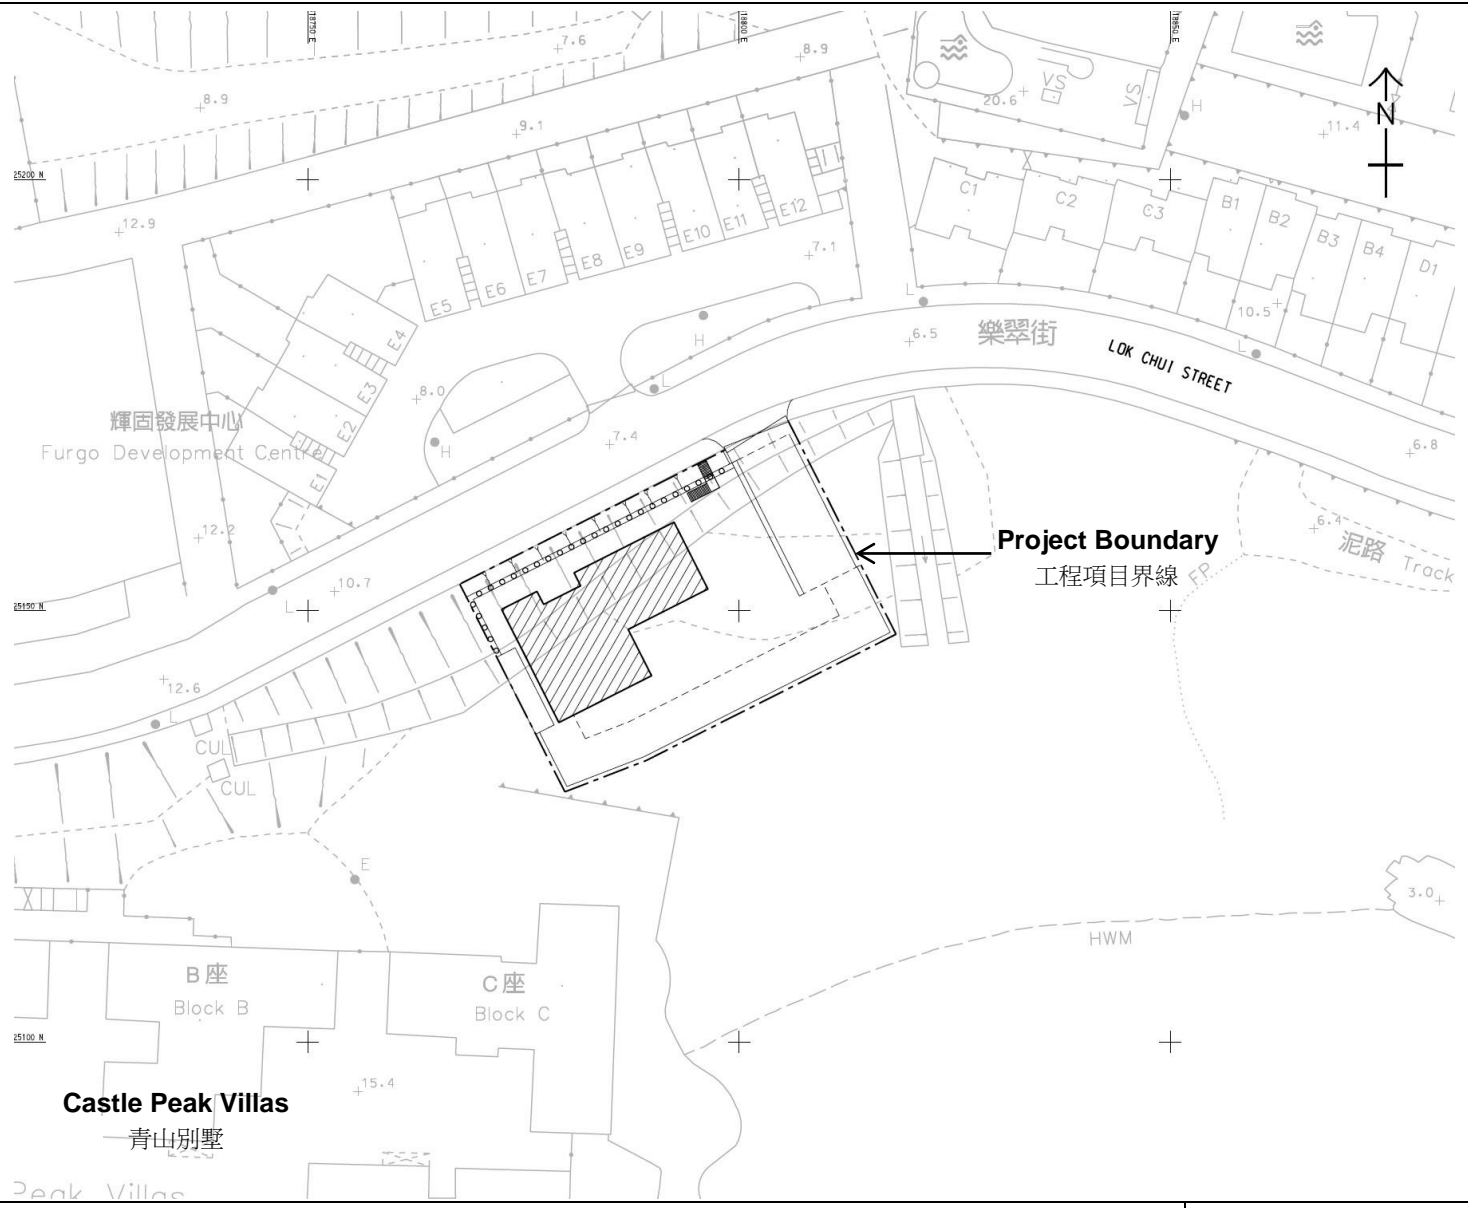 18750 E
18800 E
18850 E
7.6
8.9
8.9
VS
VS
20.6
H
N
11.4
9.1
25200 N
12.9
C1
C2
C3
B1
B2
B3
B4
D1
E12
E11
E10
E9
E8
E7
E6
E5
7.1
10.5
L
6.5
樂翠街
LOK CHUI STREET
L
H
E4
E3
E2
E1
8.0
L
輝固發展中心
Furgo Development Centre
H
7.4
6.8
12.2
6.4
泥路 Track
Project Boundary
工程項目界線
F.P.
10.7
L
25150 N
12.6
L
CUL
CUL
E
3.0
HWM
B座
Block B
C座
Block C
25100 N
15.4
Castle Peak Villas
青山別墅
Peak Villas